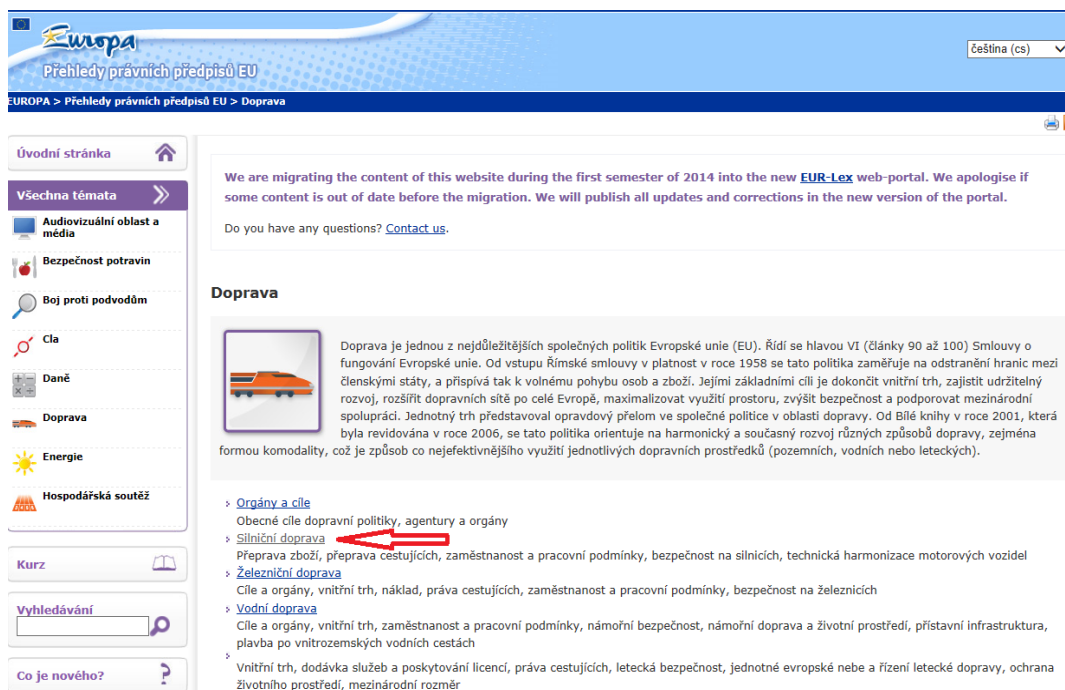 Europa
Přehledy právních předpisů EU
čeština (cs)
EUROPA > Přehledy právních předpisů EU > Doprava
Úvodní stránka
Všechna témata
Audiovizuální oblast a
média
Bezpečnost potravin
Boj proti podvodům
Cla
Daně
Doprava
Energie
Hospodářská soutěž
Kurz
Vyhledávání
Co je nového?
We are migrating the content of this website during the first semester of 2014 into the new EUR-Lex web-portal. We apologise if
some content is out of date before the migration. We will publish all updates and corrections in the new version of the portal.
Do you have any questions? Contact us.
Doprava
Doprava je jednou z nejdůležitějších společných politik Evropské unie (EU). Řídí se hlavou VI (články 90 až 100) Smlouvy o
fungování Evropské unie. Od vstupu Římské smlouvy v platnost v roce 1958 se tato politika zaměřuje na odstranění hranic mezi
členskými státy, a přispívá tak k volnému pohybu osob a zboží. Jejími základními cíli je dokončit vnitřní trh, zajistit udržitelný
rozvoj, rozšířit dopravních sítě po celé Evropě, maximalizovat využití prostoru, zvýšit bezpečnost a podporovat mezinárodní
spolupráci. Jednotný trh představoval opravdový přelom ve společné politice v oblasti dopravy. Od Bílé knihy v roce 2001, která
byla revidována v roce 2006, se tato politika orientuje na harmonický a současný rozvoj různých způsobů dopravy, zejména
formou komodality, což je způsob co nejefektivnějšího využití jednotlivých dopravních prostředků (pozemních, vodních nebo leteckých).
Orgány a cíle
Obecné cíle dopravní politiky, agentury a orgány
Silniční doprava
Přeprava zboží, přeprava cestujících, zaměstnanost a pracovní podmínky, bezpečnost na silnicích, technická harmonizace motorových vozidel
Železniční doprava
Cíle a orgány, vnitřní trh, náklad, práva cestujících, zaměstnanost a pracovní podmínky, bezpečnost na železnicích
Vodní doprava
Cíle a orgány, vnitřní trh, zaměstnanost a pracovní podmínky, námořní bezpečnost, námořní doprava a životní prostředí, přístavní infrastruktura,
plavba po vnitrozemských vodních cestách
Vnitřní trh, dodávka služeb a poskytování licencí, práva cestujících, letecká bezpečnost, jednotné evropské nebe a řízení letecké dopravy, ochrana
životního prostředí, mezinárodní rozměr